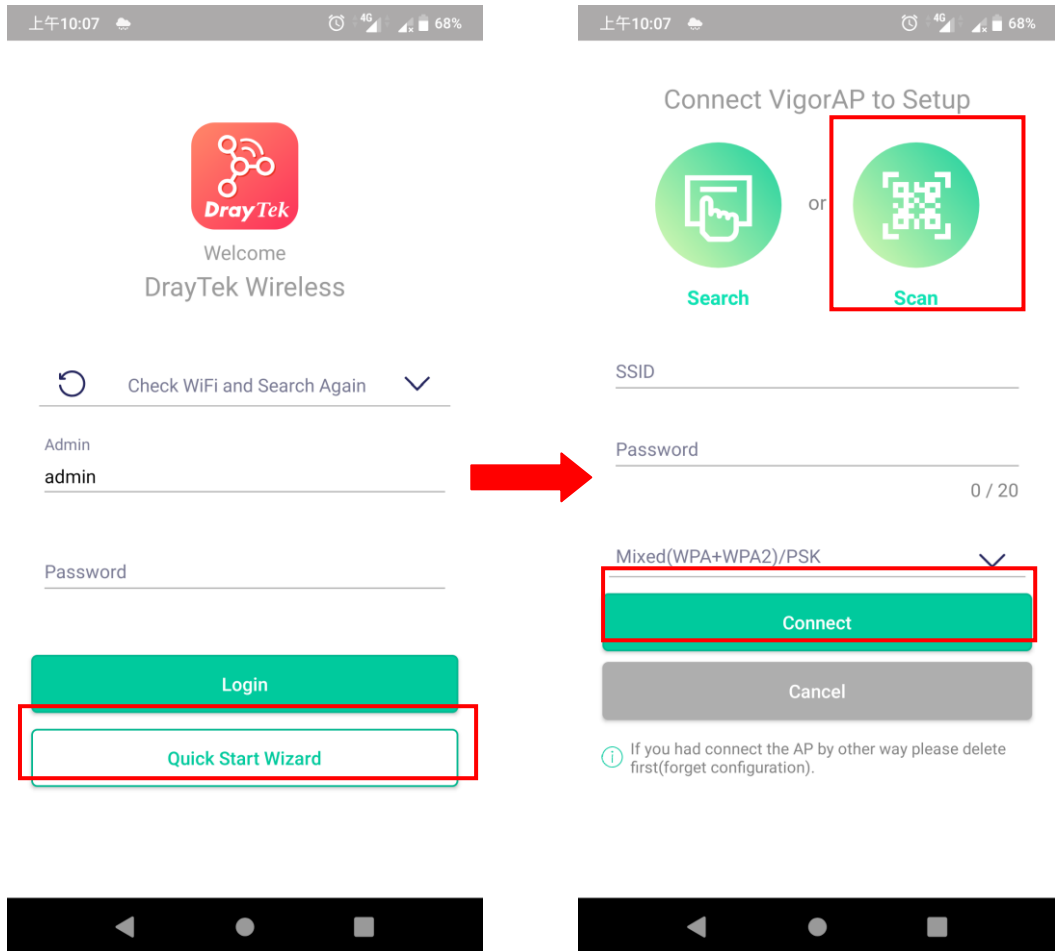 上午10:07
4G
68%
DrayTek
Welcome
DrayTek Wireless
Check WiFi and Search Again
Admin
admin
Password
Login
Quick Start Wizard
上午10:07
4G
68%
Connect VigorAP to Setup
or
Search
Scan
SSID
Password
0 / 20
Mixed(WPA+WPA2)/PSK
Connect
Cancel
If you had connect the AP by other way please delete
first(forget configuration).